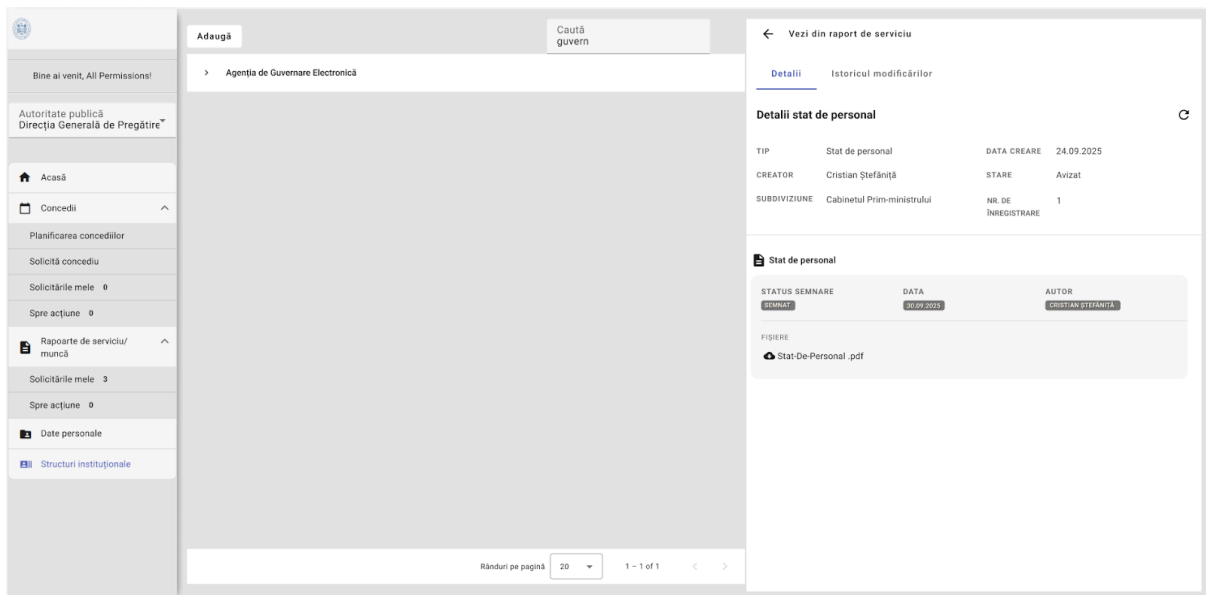 Bine ai venit, All Permissions!
Autoritate publică
Direcția Generală de Pregătire
Acasă
Concedii
Planificarea concediilor
Solicită concediu
Solicitările mele 0
Spre acțiune 0
Rapoarte de serviciu/
muncă
Solicitările mele 3
Spre acțiune 0
Date personale
Structuri instituționale
Adaugă
Caută
guvern
Agenția de Guvernare Electronică
Rânduri pe pagină 20 1 – 1 of 1
Vezi din raport de serviciu
Detalii Istoricul modificărilor
Detalii stat de personal
TIP Stat de personal DATA CREARE 24.09.2025
CREATOR Cristian Ștefăniță STARE Avizat
SUBDIVIZIUNE Cabinetul Prim-ministrului NR. DE 1
ÎNREGISTRARE
Stat de personal
STATUS SEMNARE DATA AUTOR
SEMNAT 30.09.2025 CRISTIAN ȘTEFĂNIȚĂ
FIȘIERE
Stat-De-Personal .pdf